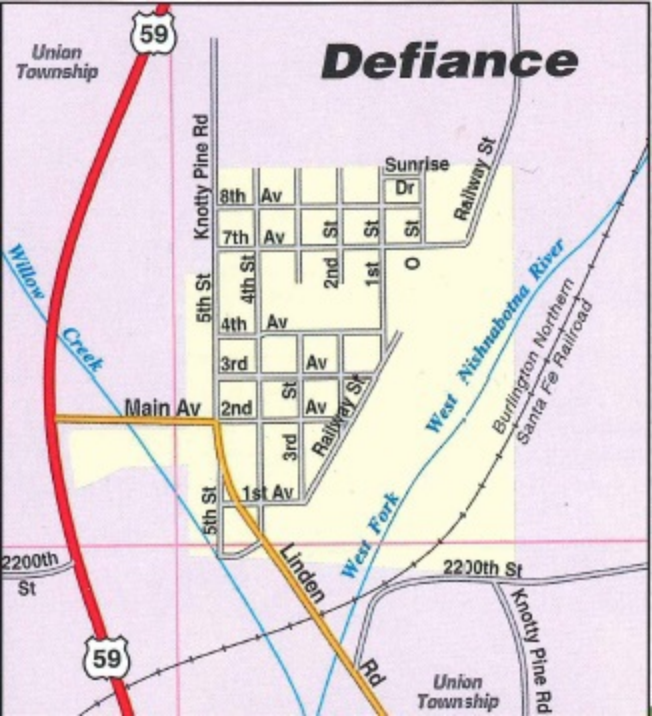 59
Union
Township
Defiance
Knotty Pine Rd
Sunrise
Dr
Railway St
8th Av
7th Av
2nd St
1st St
O St
Willow Creek
5th St
4th St
4th Av
West Nishnabotna River
Burlington Northern
Santa Fe Railroad
3rd Av
Main Av
2nd Av
3rd St
Railway St
5th St
1st Av
West Fork
2200th
St
Linden Rd
2200th St
Knotty Pine Rd
59
Union
Township